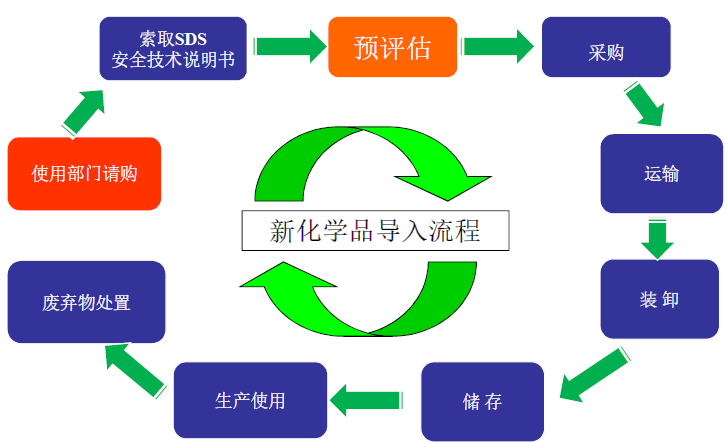 索取SDS
安全技术说明书
预评估
采购
使用部门请购
运输
新化学品导入流程
废弃物处置
装 卸
生产使用
储 存